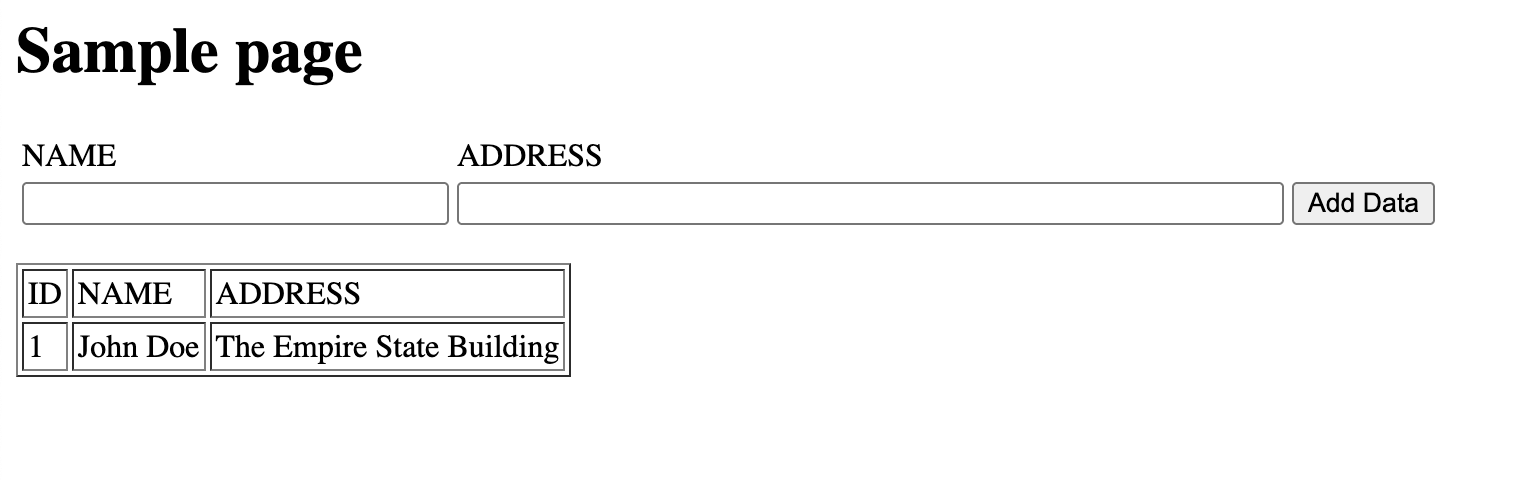 Sample page
NAME ADDRESS
Add Data
ID NAME ADDRESS
1 John Doe The Empire State Building